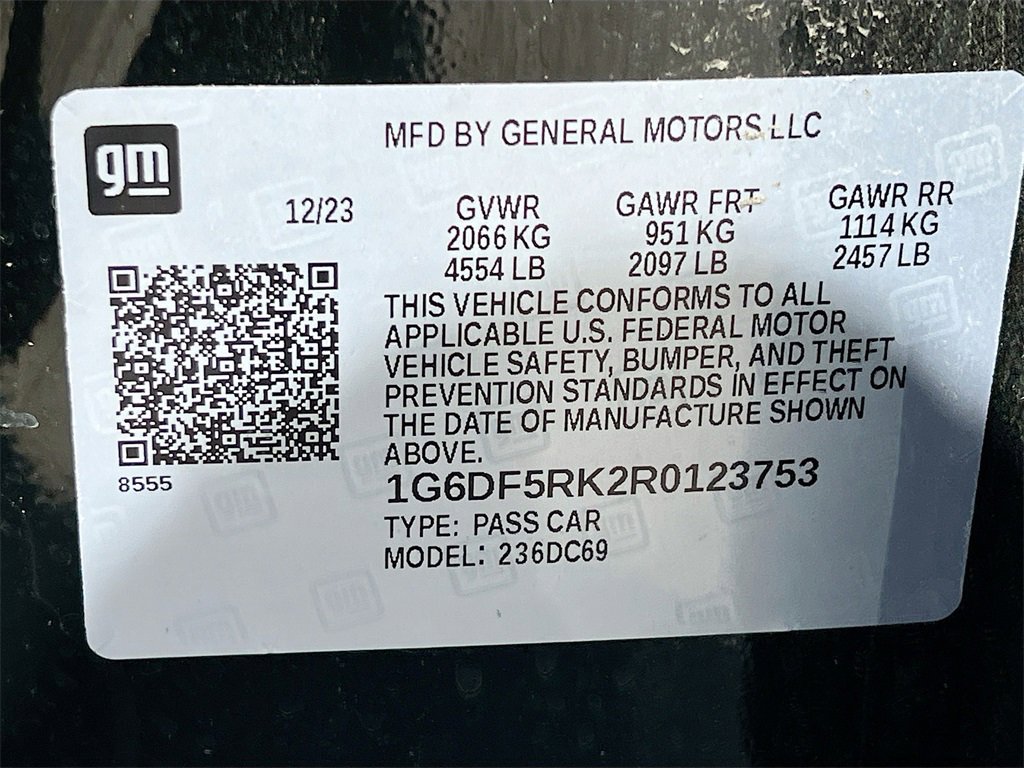 gm
MFD BY GENERAL MOTORS LLC
12/23
GVWR GAWR FRT GAWR RR
2066 KG 951 KG 1114 KG
4554 LB 2097 LB 2457 LB
THIS VEHICLE CONFORMS TO ALL
APPLICABLE U.S. FEDERAL MOTOR
VEHICLE SAFETY, BUMPER, AND THEFT
PREVENTION STANDARDS IN EFFECT ON
THE DATE OF MANUFACTURE SHOWN
ABOVE.
8555
1G6DF5RK2R0123753
TYPE: PASS CAR
MODEL: 236DC69